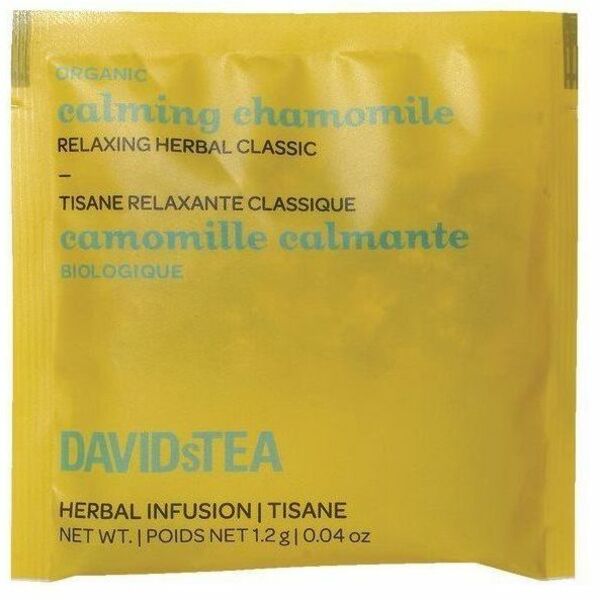 ORGANIC
calming chamomile
RELAXING HERBAL CLASSIC
–
TISANE RELAXANTE CLASSIQUE
camomille calmante
BIOLOGIQUE
DAVIDsTEA
HERBAL INFUSION | TISANE
NET WT. | POIDS NET 1.2 g | 0.04 oz